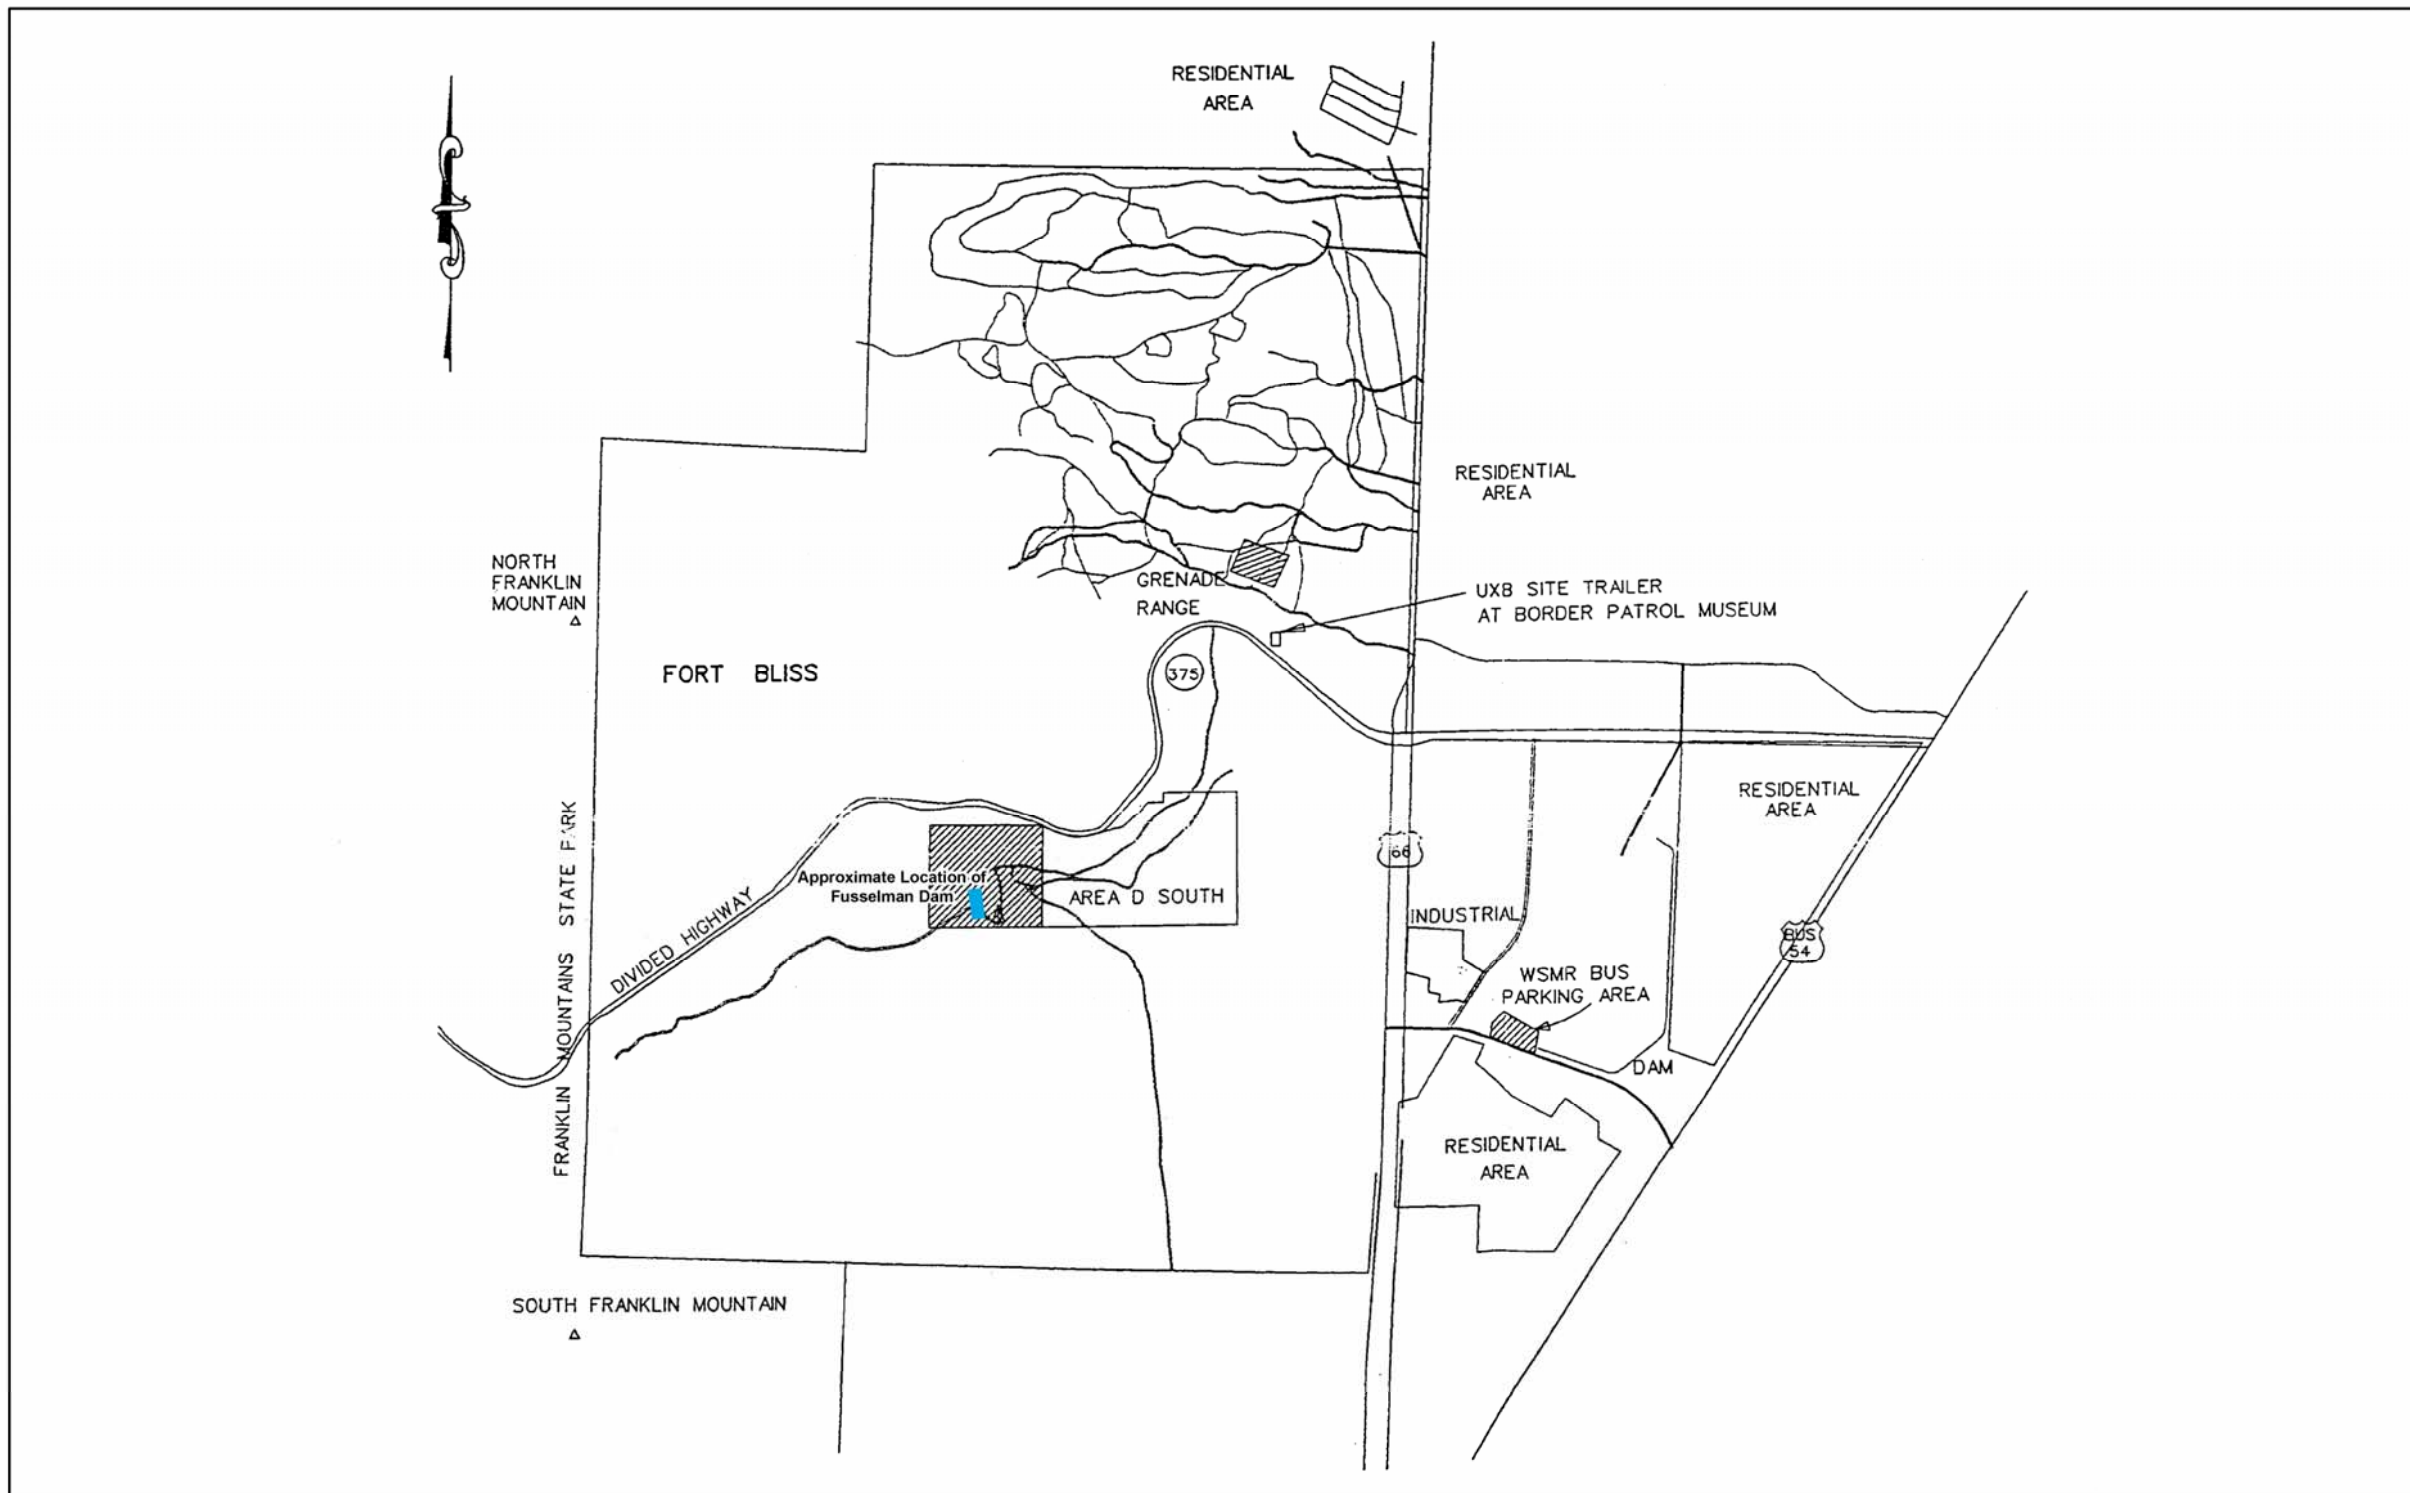 RESIDENTIAL
AREA
RESIDENTIAL
AREA
NORTH
FRANKLIN
MOUNTAIN
GRENADE
RANGE
UXB SITE TRAILER
AT BORDER PATROL MUSEUM
FORT BLISS
375
RESIDENTIAL
AREA
66
Approximate Location of
Fusselman Dam
AREA D SOUTH
DIVIDED HIGHWAY
FRANKLIN MOUNTAINS STATE PARK
INDUSTRIAL
BUS
54
WSMR BUS
PARKING AREA
DAM
RESIDENTIAL
AREA
SOUTH FRANKLIN MOUNTAIN